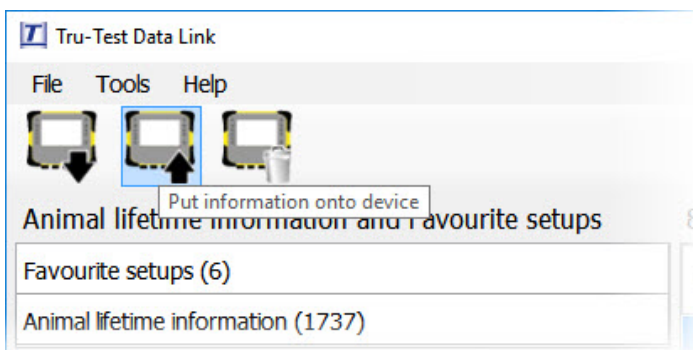 Tru-Test Data Link
File Tools Help
Put information onto device
Animal lifetime information and Favourite setups
Favourite setups (6)
Animal lifetime information (1737)